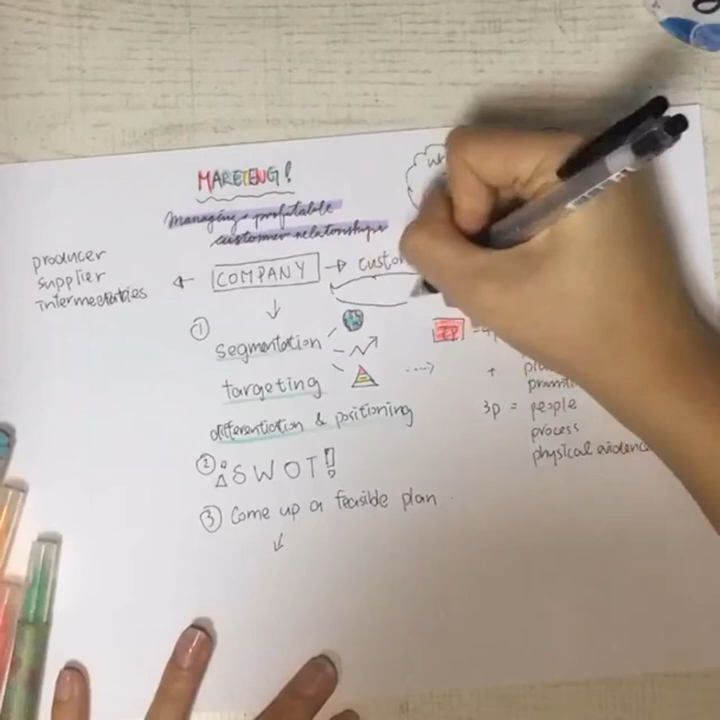 MARETENG!
managing profitable
customer relationships
producer
supplier
intermediaries
COMPANY
①
segmentation
targeting
differentiation & positioning
3p = people
process
physical evidence
② SWOT!
③ Come up a feasible plan